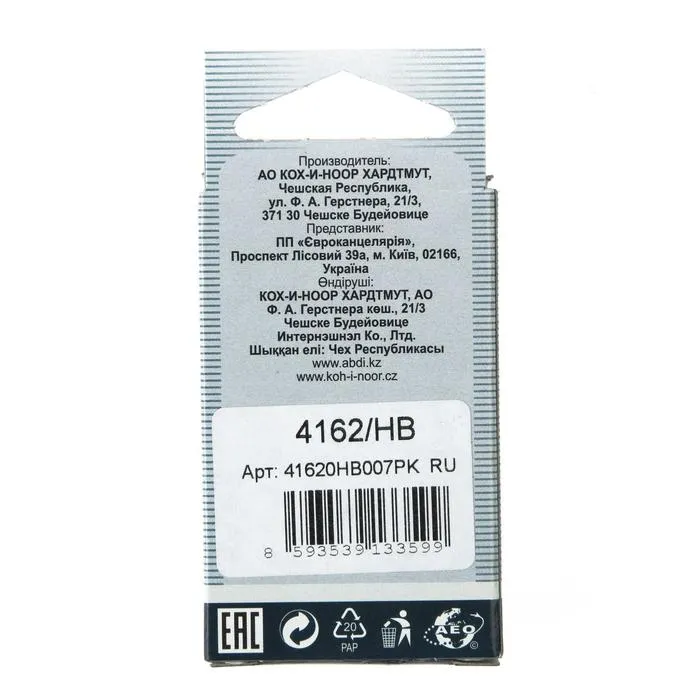 Производитель:
АО КОХ-И-НООР ХАРДТМУТ,
Чешская Республика,
ул. Ф. А. Герстнера, 21/3,
371 30 Чешске Будейовице
Представник:
ПП «Євроканцелярія»,
Проспект Лісовий 39а, м. Київ, 02166,
Україна
Өндіруші:
КОХ-И-НООР ХАРДТМУТ, АО
Ф. А. Герстнера көш., 21/3
Чешске Будейовице
Интернэшнэл Ко., Лтд.
Шыққан елі: Чех Республикасы
www.abdi.kz
www.koh-i-noor.cz
4162/HB
Арт: 41620HB007PK RU
8 593539 133599
EAC
20
PAP
AEO
©